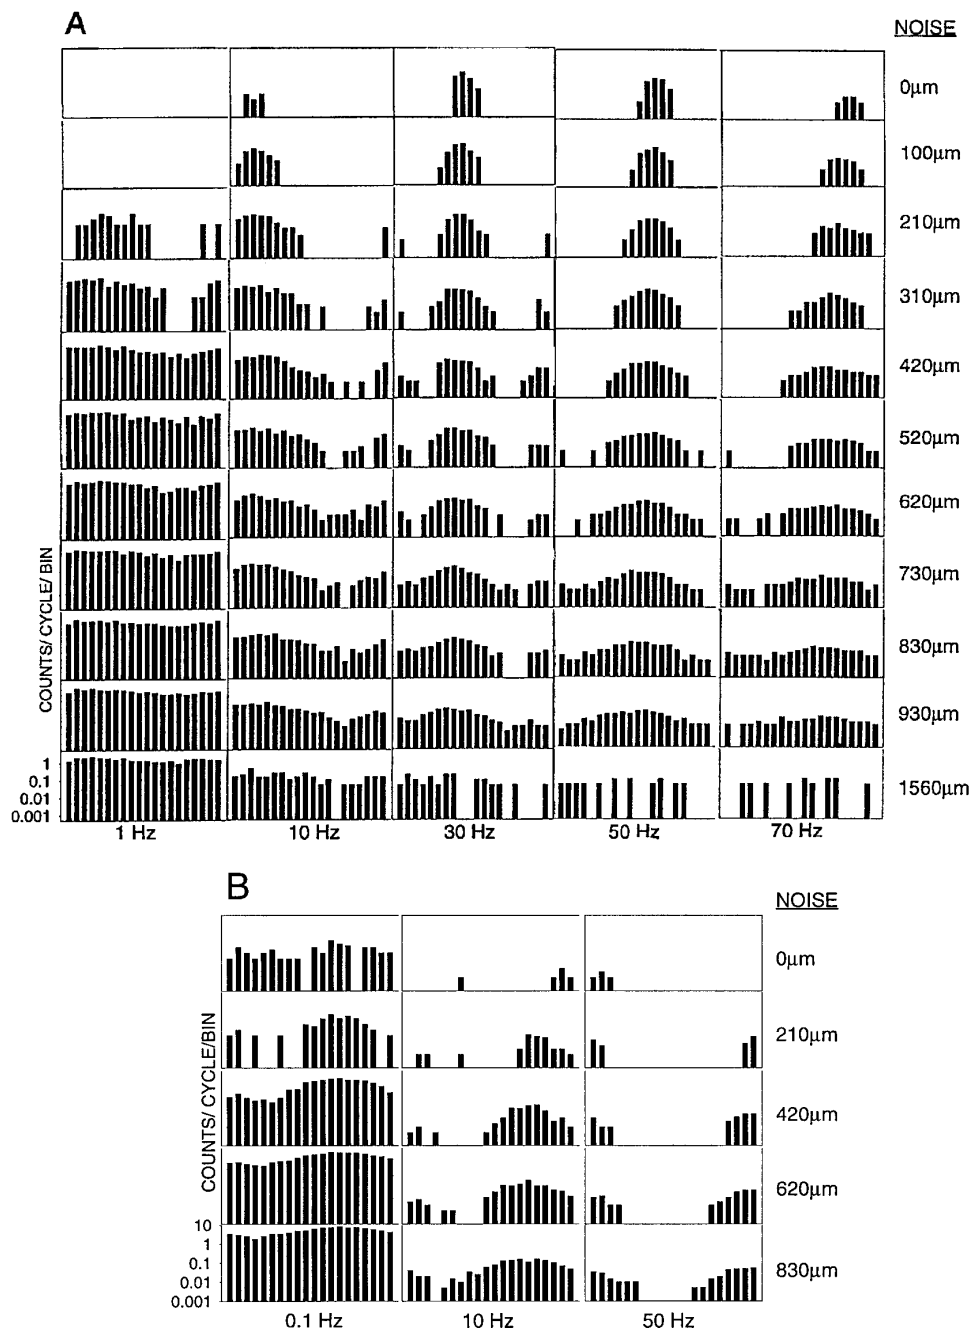 A
NOISE
0μm
100μm
210μm
310μm
420μm
520μm
620μm
730μm
830μm
930μm
1560μm
COUNTS/ CYCLE/ BIN
1
0.1
0.01
0.001
1 Hz
10 Hz
30 Hz
50 Hz
70 Hz
B
NOISE
0μm
210μm
420μm
620μm
830μm
COUNTS/ CYCLE/BIN
10
1
0.1
0.01
0.001
0.1 Hz
10 Hz
50 Hz